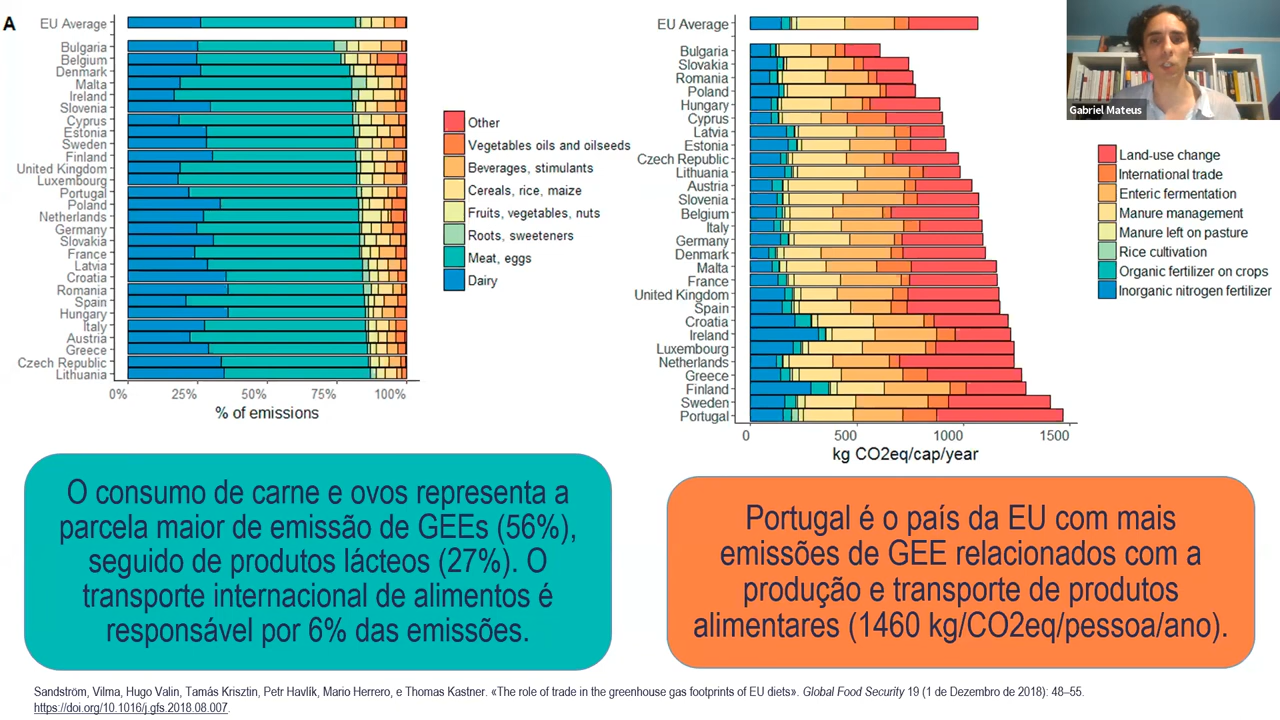 A
EU Average
Bulgaria
Belgium
Denmark
Malta
Ireland
Slovenia
Cyprus
Estonia
Sweden
Finland
United Kingdom
Luxembourg
Portugal
Poland
Netherlands
Germany
Slovakia
France
Latvia
Croatia
Romania
Spain
Hungary
Italy
Austria
Greece
Czech Republic
Lithuania
0% 25% 50% 75% 100%
% of emissions
Other
Vegetables oils and oilseeds
Beverages, stimulants
Cereals, rice, maize
Fruits, vegetables, nuts
Roots, sweeteners
Meat, eggs
Dairy
EU Average
Bulgaria
Slovakia
Romania
Poland
Hungary
Cyprus
Latvia
Estonia
Czech Republic
Lithuania
Austria
Slovenia
Belgium
Italy
Germany
Denmark
Malta
France
United Kingdom
Spain
Croatia
Ireland
Luxembourg
Netherlands
Greece
Finland
Sweden
Portugal
0 500 1000 1500
kg CO2eq/cap/year
Land-use change
International trade
Enteric fermentation
Manure management
Manure left on pasture
Rice cultivation
Organic fertilizer on crops
Inorganic nitrogen fertilizer
Gabriel Mateus
O consumo de carne e ovos representa a
parcela maior de emissão de GEEs (56%),
seguido de produtos lácteos (27%). O
transporte internacional de alimentos é
responsável por 6% das emissões.
Portugal é o país da EU com mais
emissões de GEE relacionados com a
produção e transporte de produtos
alimentares (1460 kg/CO2eq/pessoa/ano).
Sandström, Vilma, Hugo Valin, Tamás Krisztin, Petr Havlík, Mario Herrero, e Thomas Kastner. «The role of trade in the greenhouse gas footprints of EU diets». Global Food Security 19 (1 de Dezembro de 2018): 48–55.
https://doi.org/10.1016/j.gfs.2018.08.007.